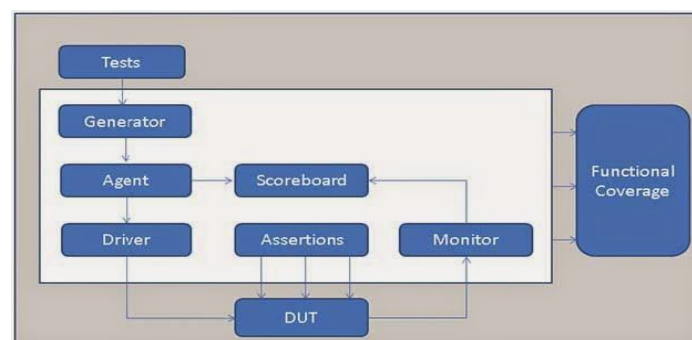 Tests
Generator
Agent
Scoreboard
Functional
Coverage
Driver
Assertions
Monitor
DUT